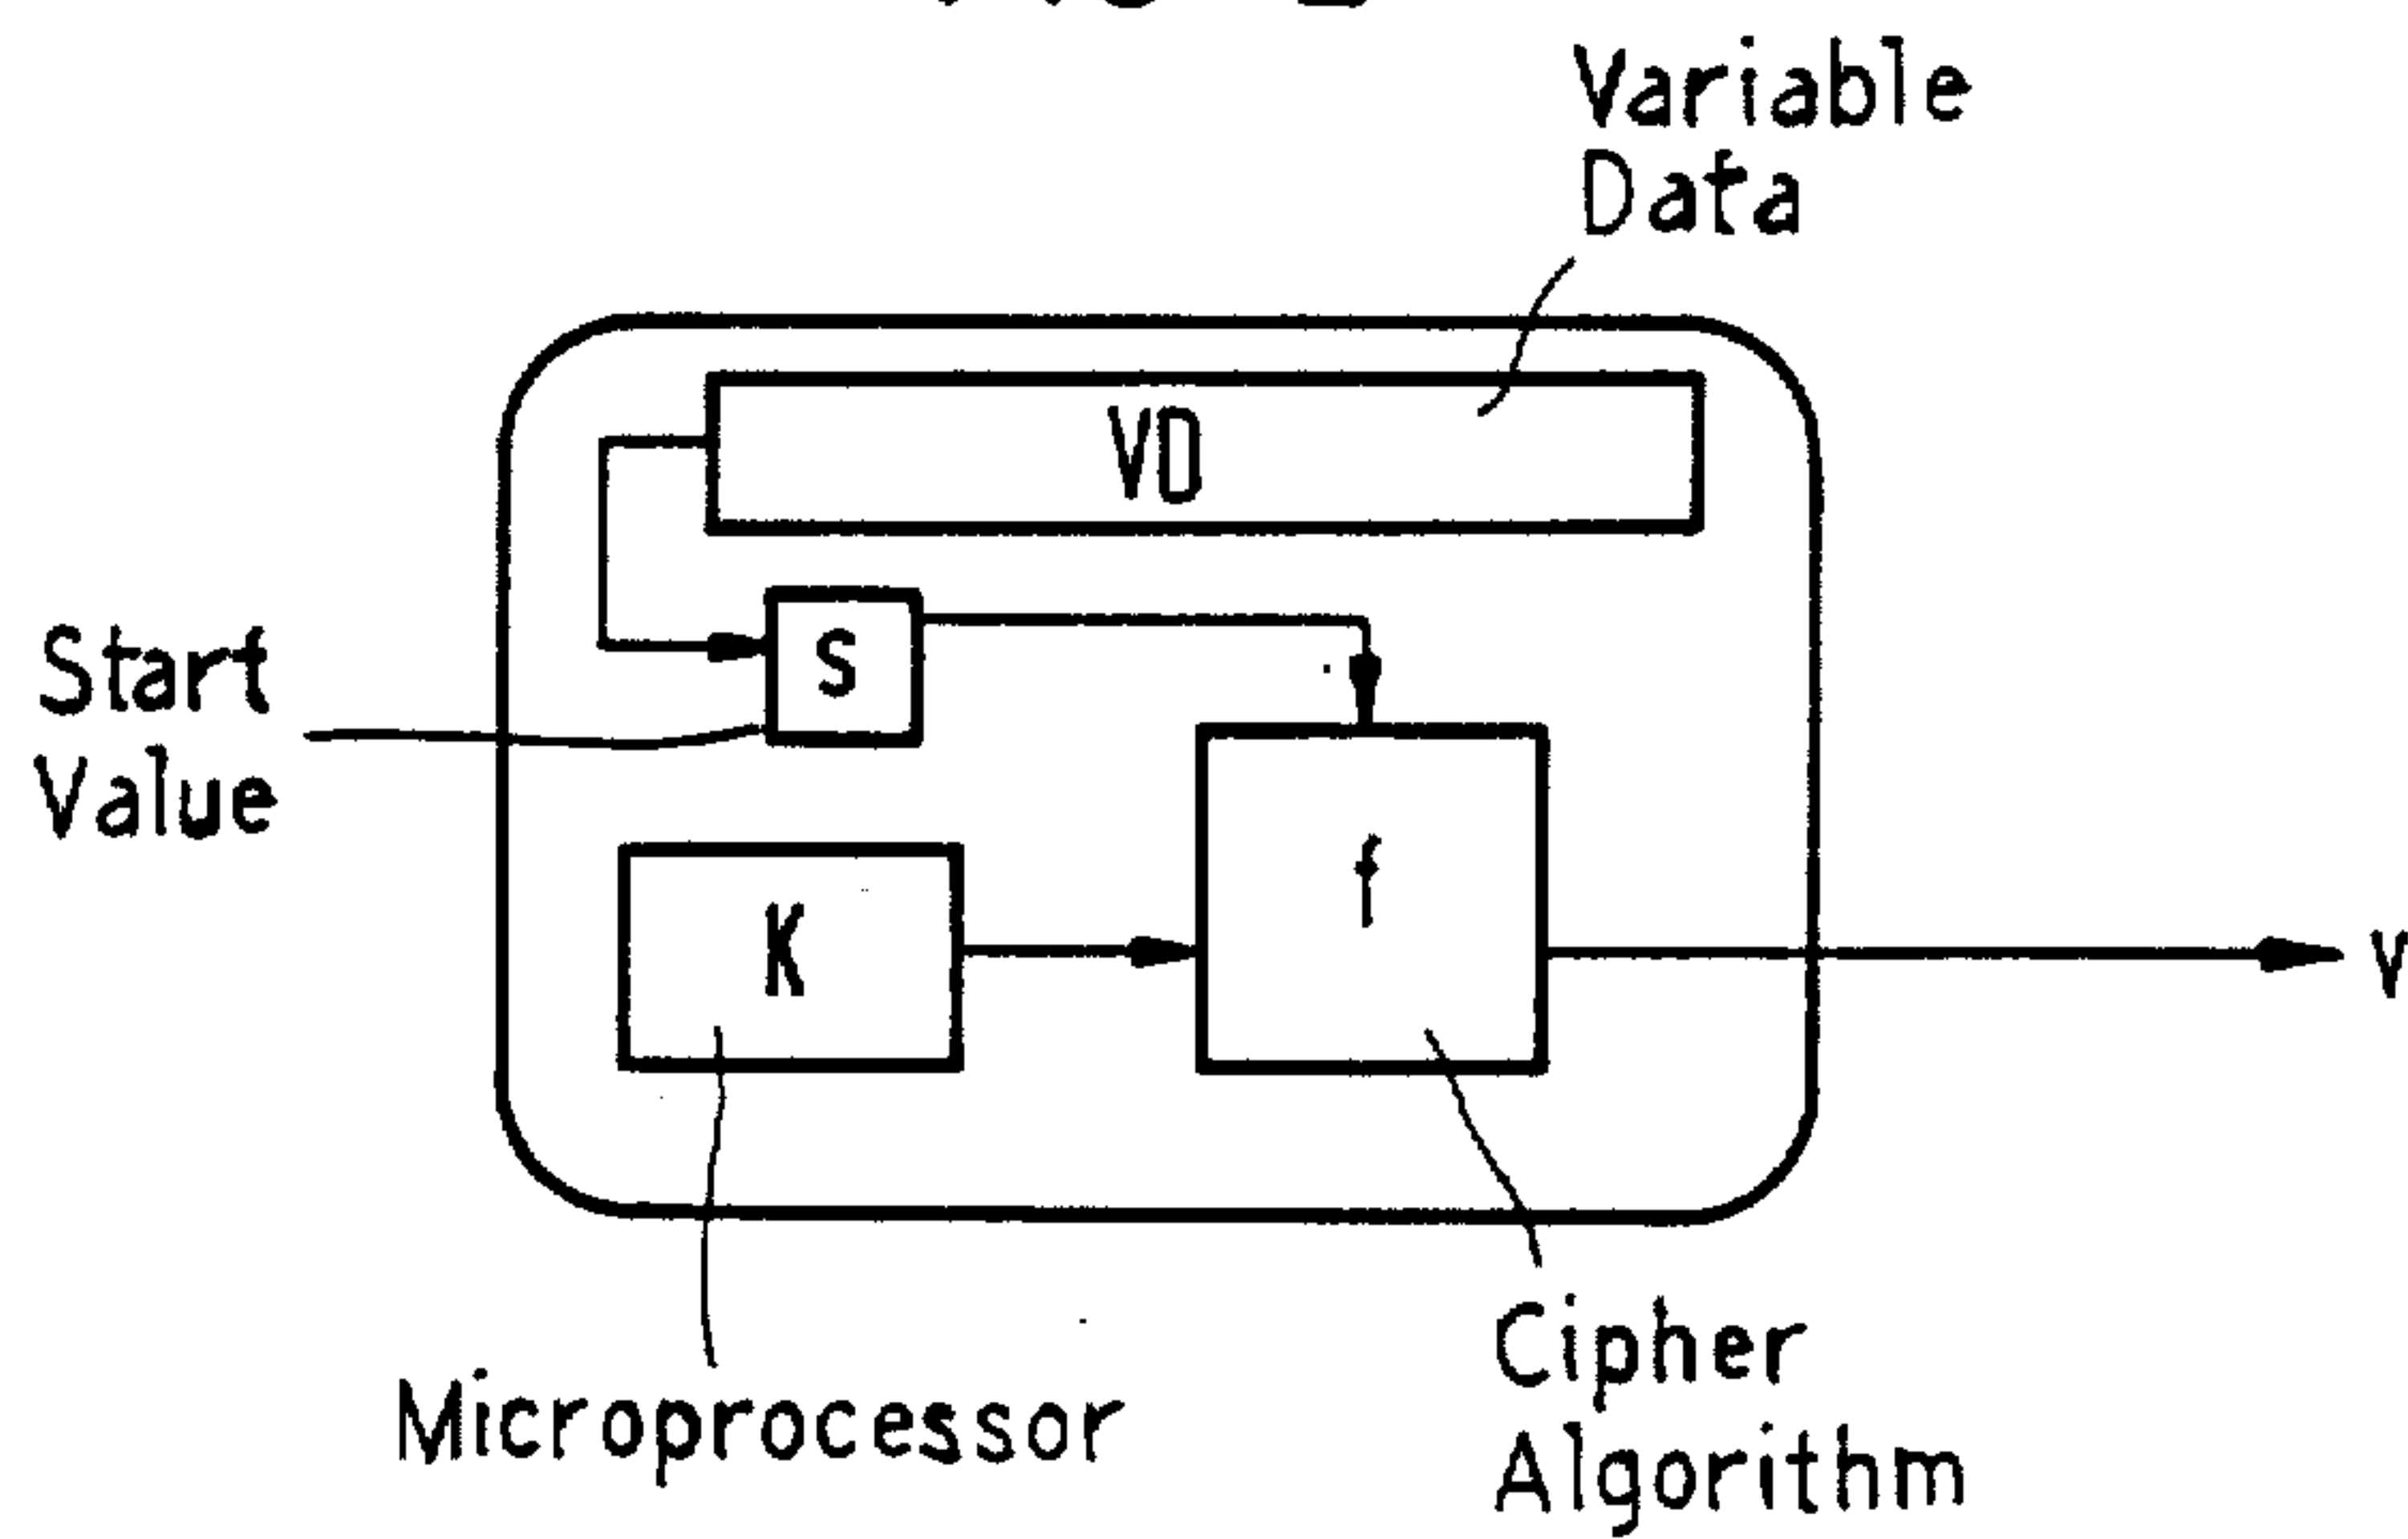 Variable
Data
VD
S
Start
Value
f
K
V
Cipher
Algorithm
Microprocessor